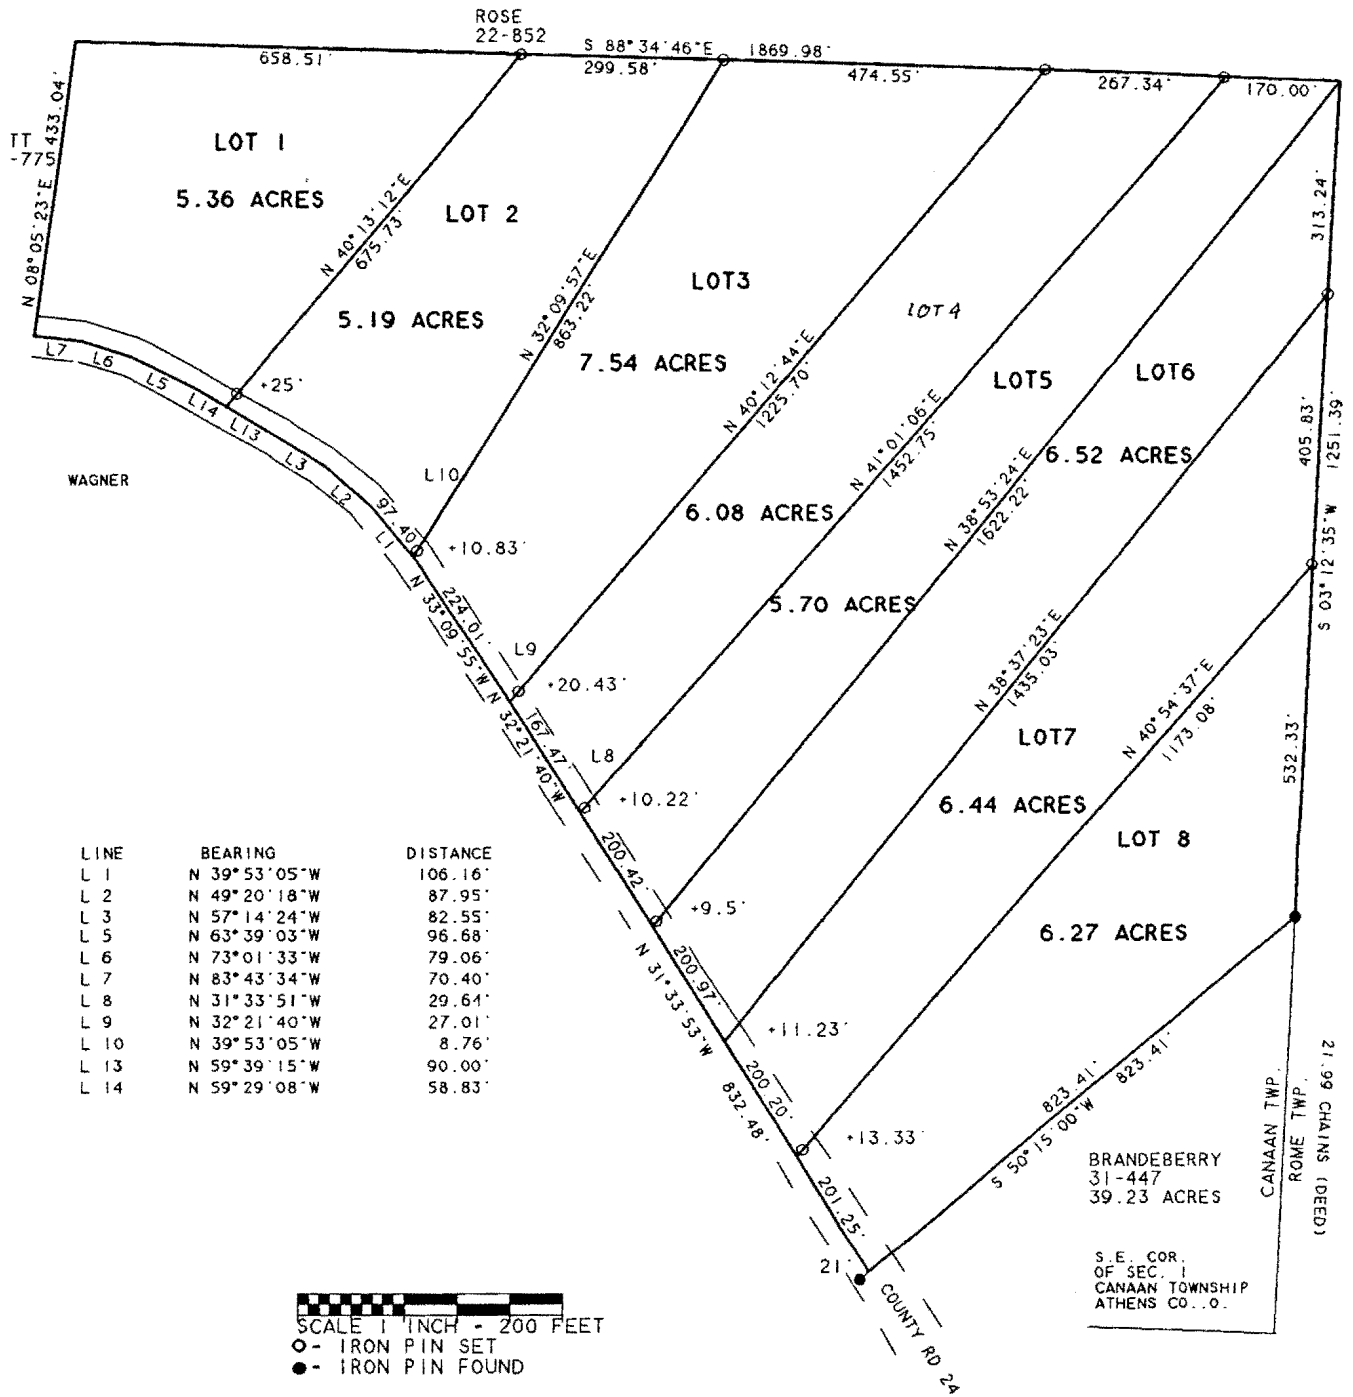 ROSE
22-852
S 88°34'46"E 1869.98'
658.51'
299.58'
474.55'
267.34'
170.00'
TT
-775
N 08°05'23"E 433.04'
LOT 1
5.36 ACRES
N 40°13'12"E
675.73'
LOT 2
5.19 ACRES
N 32°09'57"E
863.22'
LOT3
7.54 ACRES
N 40°12'44"E
1225.70'
LOT4
6.08 ACRES
N 41°01'06"E
1452.75'
LOT5
5.70 ACRES
N 38°53'24"E
1622.22'
LOT6
6.52 ACRES
N 38°37'23"E
1435.03'
LOT7
6.44 ACRES
N 40°54'37"E
1173.08'
LOT 8
6.27 ACRES
313.24'
405.83'
S 03°12'35"W 1251.39'
532.33'
L7
L6
L5
L14
L13
L3
L2
L1
+25'
WAGNER
L10
97.40'
+10.83'
224.01'
N 33°09'55"W
L9
+20.43'
167.47'
N 32°21'40"W
L8
+10.22'
200.42'
+9.5'
200.97'
N 31°33'53"W 832.48'
+11.23'
200.20'
+13.33'
201.25'
21'
823.41'
823.41'
S 50°15'00"W
COUNTY RD 24
LINE BEARING DISTANCE
L 1 N 39°53'05"W 106.16'
L 2 N 49°20'18"W 87.95'
L 3 N 57°14'24"W 82.55'
L 5 N 63°39'03"W 96.68'
L 6 N 73°01'33"W 79.06'
L 7 N 83°43'34"W 70.40'
L 8 N 31°33'51"W 29.61'
L 9 N 32°21'40"W 27.01'
L 10 N 39°53'05"W 8.76'
L 13 N 59°39'15"W 90.00'
L 14 N 59°29'08"W 58.83'
BRANDEBERRY
31-447
39.23 ACRES
CANAAN TWP.
ROME TWP.
21.99 CHAINS (DEED)
S.E. COR.
OF SEC. 1
CANAAN TOWNSHIP
ATHENS CO..O.
SCALE 1 INCH - 200 FEET
O - IRON PIN SET
● - IRON PIN FOUND